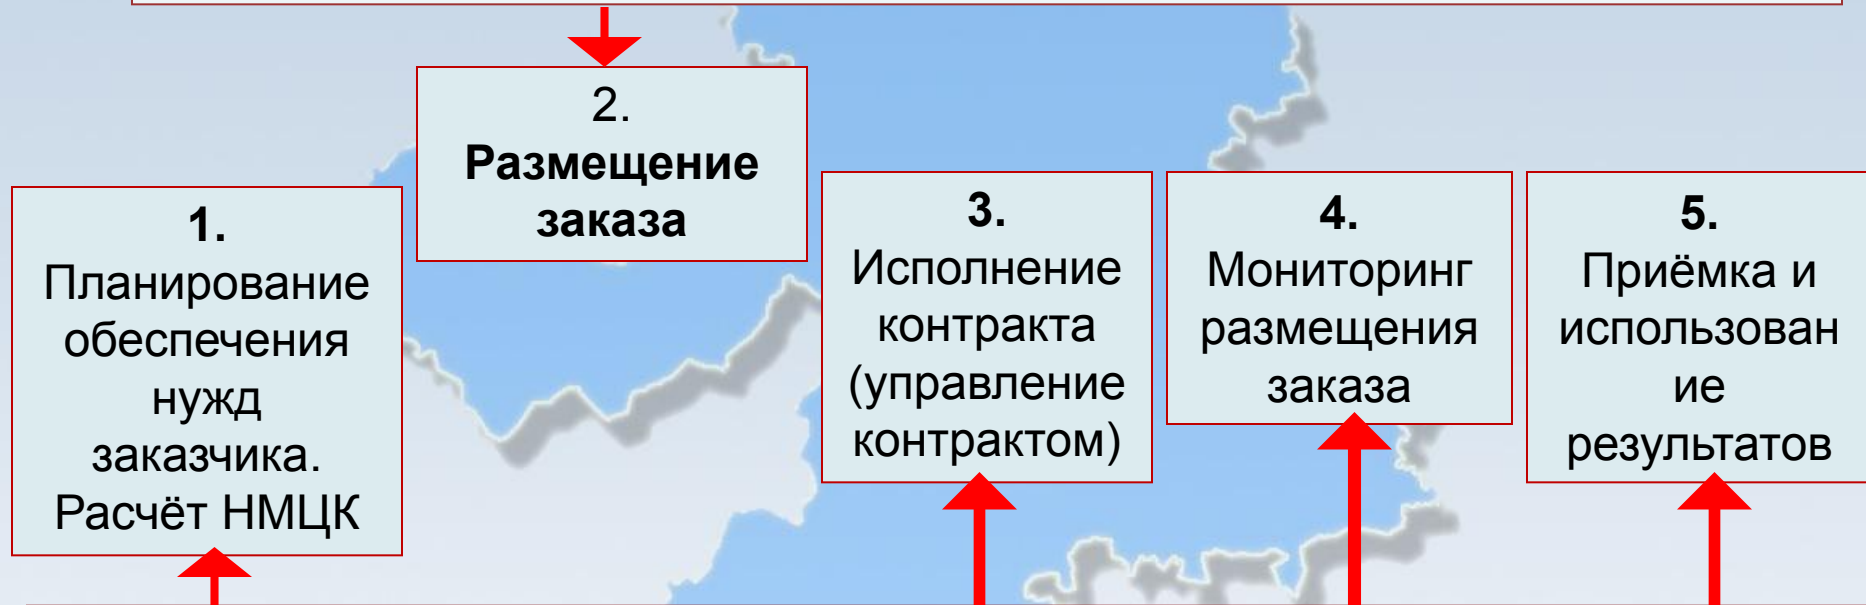 1.
Планирование
обеспечения
нужд
заказчика.
Расчёт НМЦК
2.
Размещение
заказа
3.
Исполнение
контракта
(управление
контрактом)
4.
Мониторинг
размещения
заказа
5.
Приёмка и
использован
ие
результатов